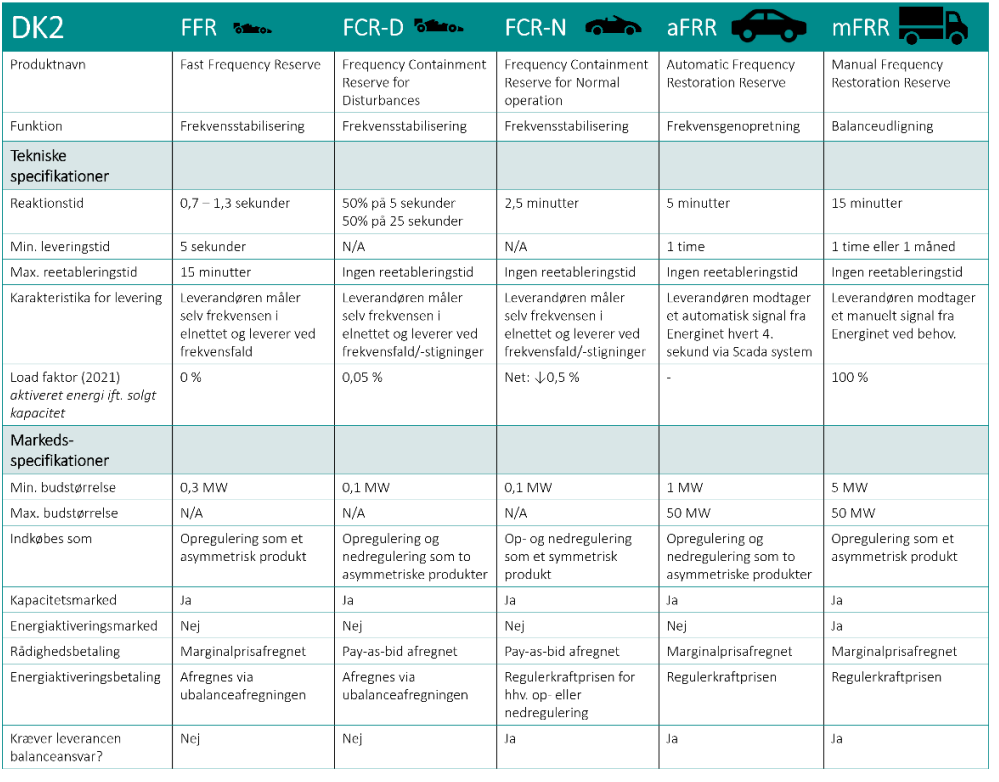 DK2
FFR
FCR-D
FCR-N
aFRR
mFRR
Produktnavn
Fast Frequency Reserve
Frequency Containment
Reserve for
Disturbances
Frequency Containment
Reserve for Normal
operation
Automatic Frequency
Restoration Reserve
Manual Frequency
Restoration Reserve
Funktion
Frekvensstabilisering
Frekvensstabilisering
Frekvensstabilisering
Frekvensgenopretning
Balanceudligning
Tekniske
specifikationer
Reaktionstid
0,7 – 1,3 sekunder
50% på 5 sekunder
50% på 25 sekunder
2,5 minutter
5 minutter
15 minutter
Min. leveringstid
5 sekunder
N/A
N/A
1 time
1 time eller 1 måned
Max. reetableringstid
15 minutter
Ingen reetableringstid
Ingen reetableringstid
Ingen reetableringstid
Ingen reetableringstid
Karakteristika for levering
Leverandøren måler
selv frekvensen i
elnettet og leverer ved
frekvensfald
Leverandøren måler
selv frekvensen i
elnettet og leverer ved
frekvensfald/-stigninger
Leverandøren måler
selv frekvensen i
elnettet og leverer ved
frekvensfald/-stigninger
Leverandøren modtager
et automatisk signal fra
Energinet hvert 4.
sekund via Scada system
Leverandøren modtager
et manuelt signal fra
Energinet ved behov.
Load faktor (2021)
aktiveret energi ift. solgt
kapacitet
0 %
0,05 %
Net: ↓0,5 %
-
100 %
Markeds-
specifikationer
Min. budstørrelse
0,3 MW
0,1 MW
0,1 MW
1 MW
5 MW
Max. budstørrelse
N/A
N/A
N/A
50 MW
50 MW
Indkøbes som
Opregulering som et
asymmetrisk produkt
Opregulering og
nedregulering som to
asymmetriske produkter
Op- og nedregulering
som et symmetrisk
produkt
Opregulering og
nedregulering som to
asymmetriske produkter
Opregulering som et
asymmetrisk produkt
Kapacitetsmarked
Ja
Ja
Ja
Ja
Ja
Energiaktiveringsmarked
Nej
Nej
Nej
Nej
Ja
Rådighedsbetaling
Marginalprisafregnet
Pay-as-bid afregnet
Pay-as-bid afregnet
Marginalprisafregnet
Marginalprisafregnet
Energiaktiveringsbetaling
Afregnes via
ubalanceafregningen
Afregnes via
ubalanceafregningen
Regulerkraftprisen for
hhv. op- eller
nedregulering
Regulerkraftprisen
Regulerkraftprisen
Kræver leverancen
balanceansvar?
Nej
Nej
Ja
Ja
Ja